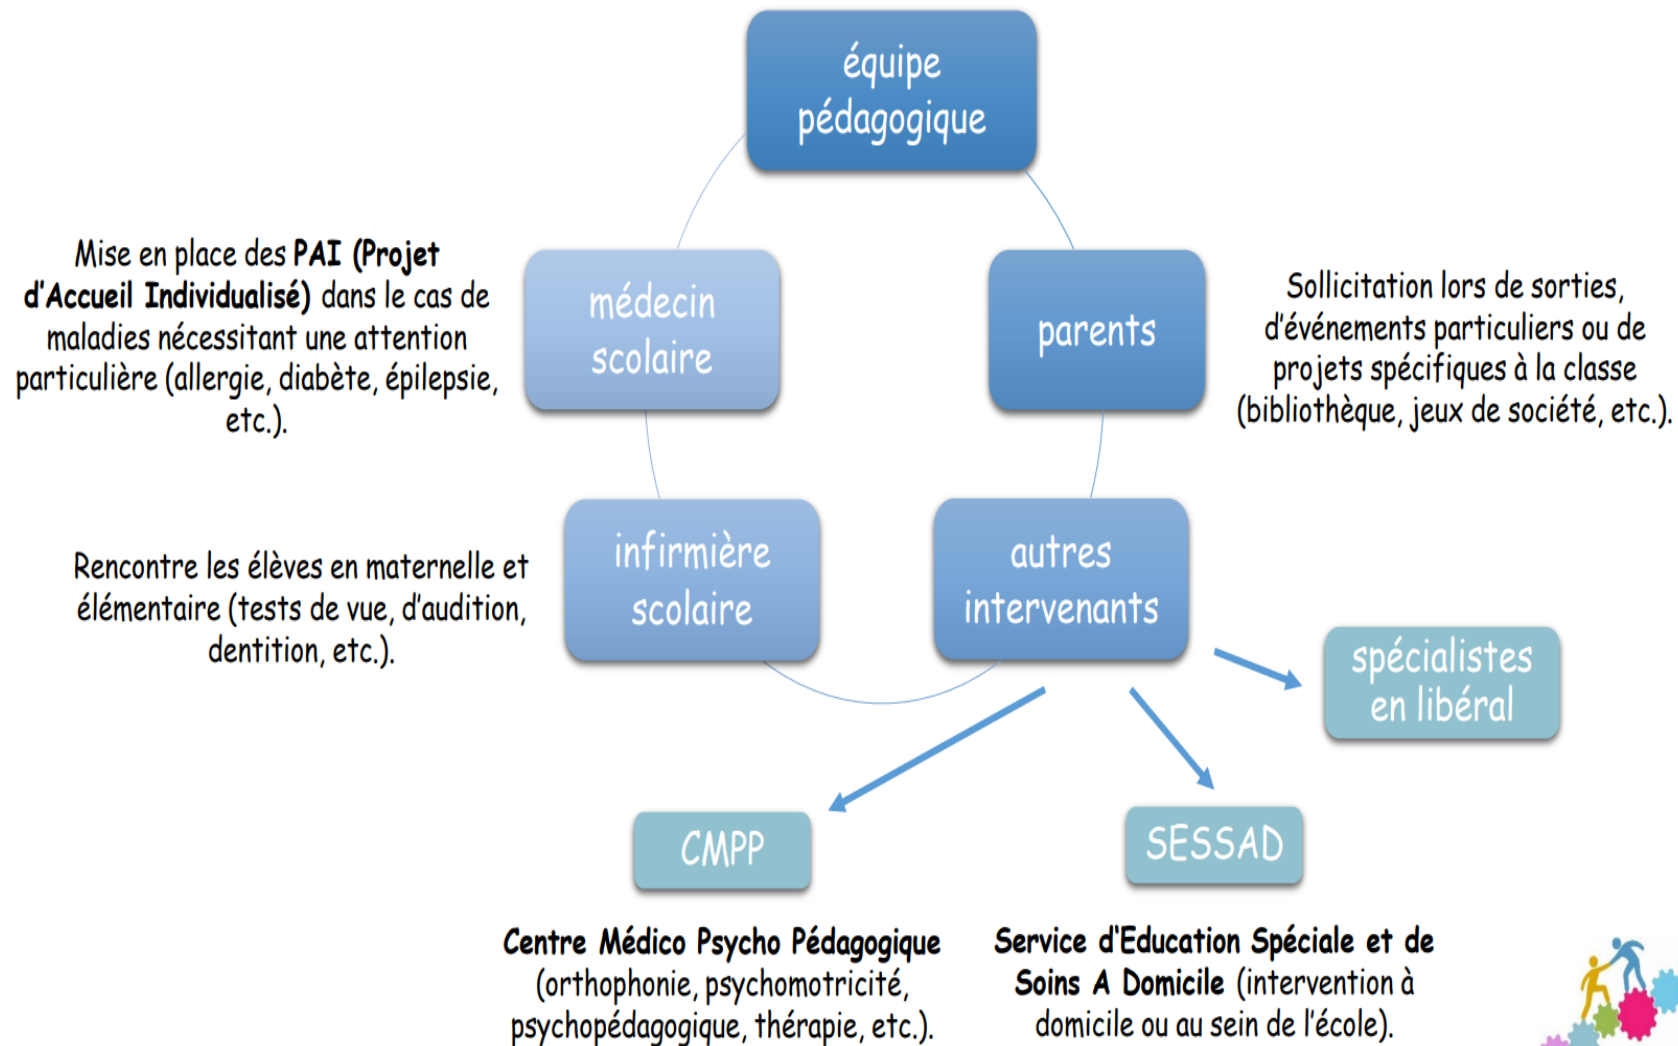 équipe
pédagogique
Mise en place des PAI (Projet
d'Accueil Individualisé) dans le cas de
maladies nécessitant une attention
particulière (allergie, diabète, épilepsie,
etc.).
médecin
scolaire
parents
Sollicitation lors de sorties,
d'événements particuliers ou de
projets spécifiques à la classe
(bibliothèque, jeux de société, etc.).
Rencontre les élèves en maternelle et
élémentaire (tests de vue, d'audition,
dentition, etc.).
infirmière
scolaire
autres
intervenants
spécialistes
en libéral
CMPP
SESSAD
Centre Médico Psycho Pédagogique
(orthophonie, psychomotricité,
psychopédagogique, thérapie, etc.).
Service d'Education Spéciale et de
Soins A Domicile (intervention à
domicile ou au sein de l'école).